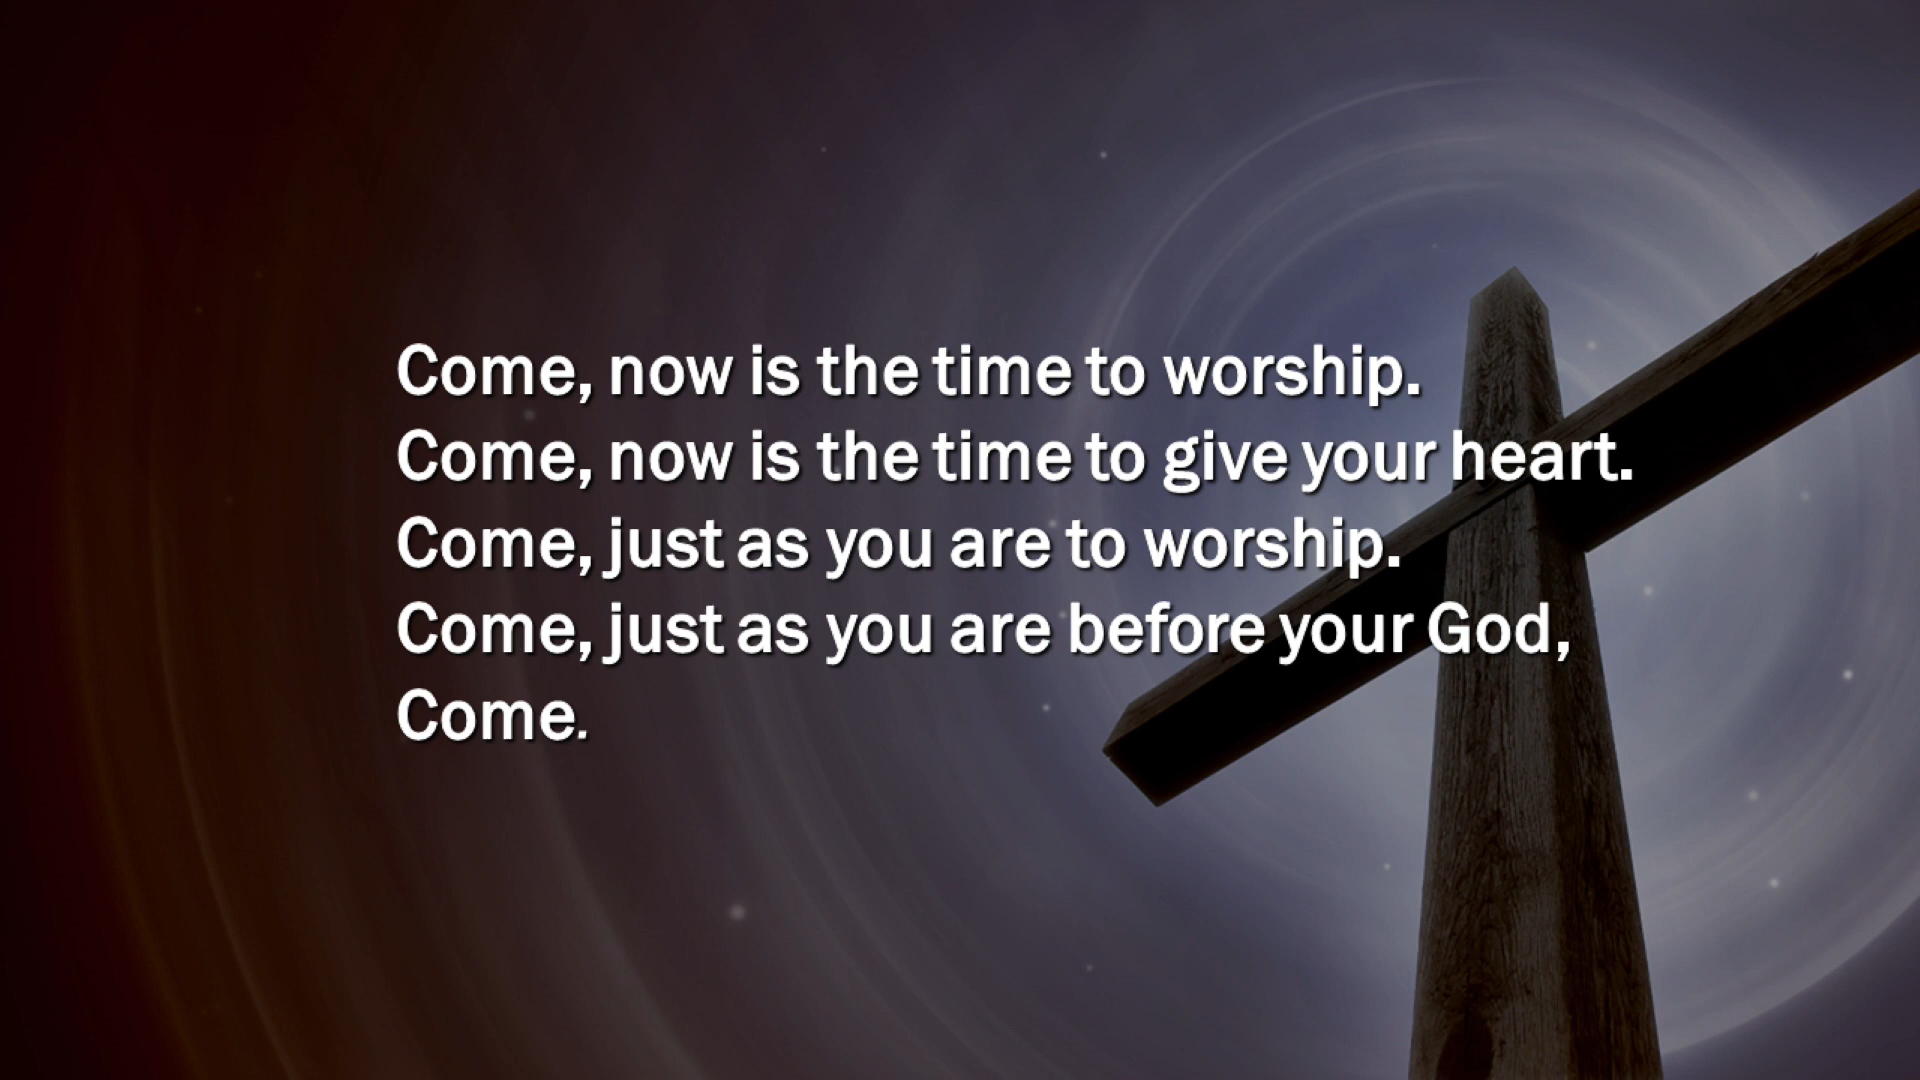 Come, now is the time to worship.
Come, now is the time to give your heart.
Come, just as you are to worship.
Come, just as you are before your God,
Come.